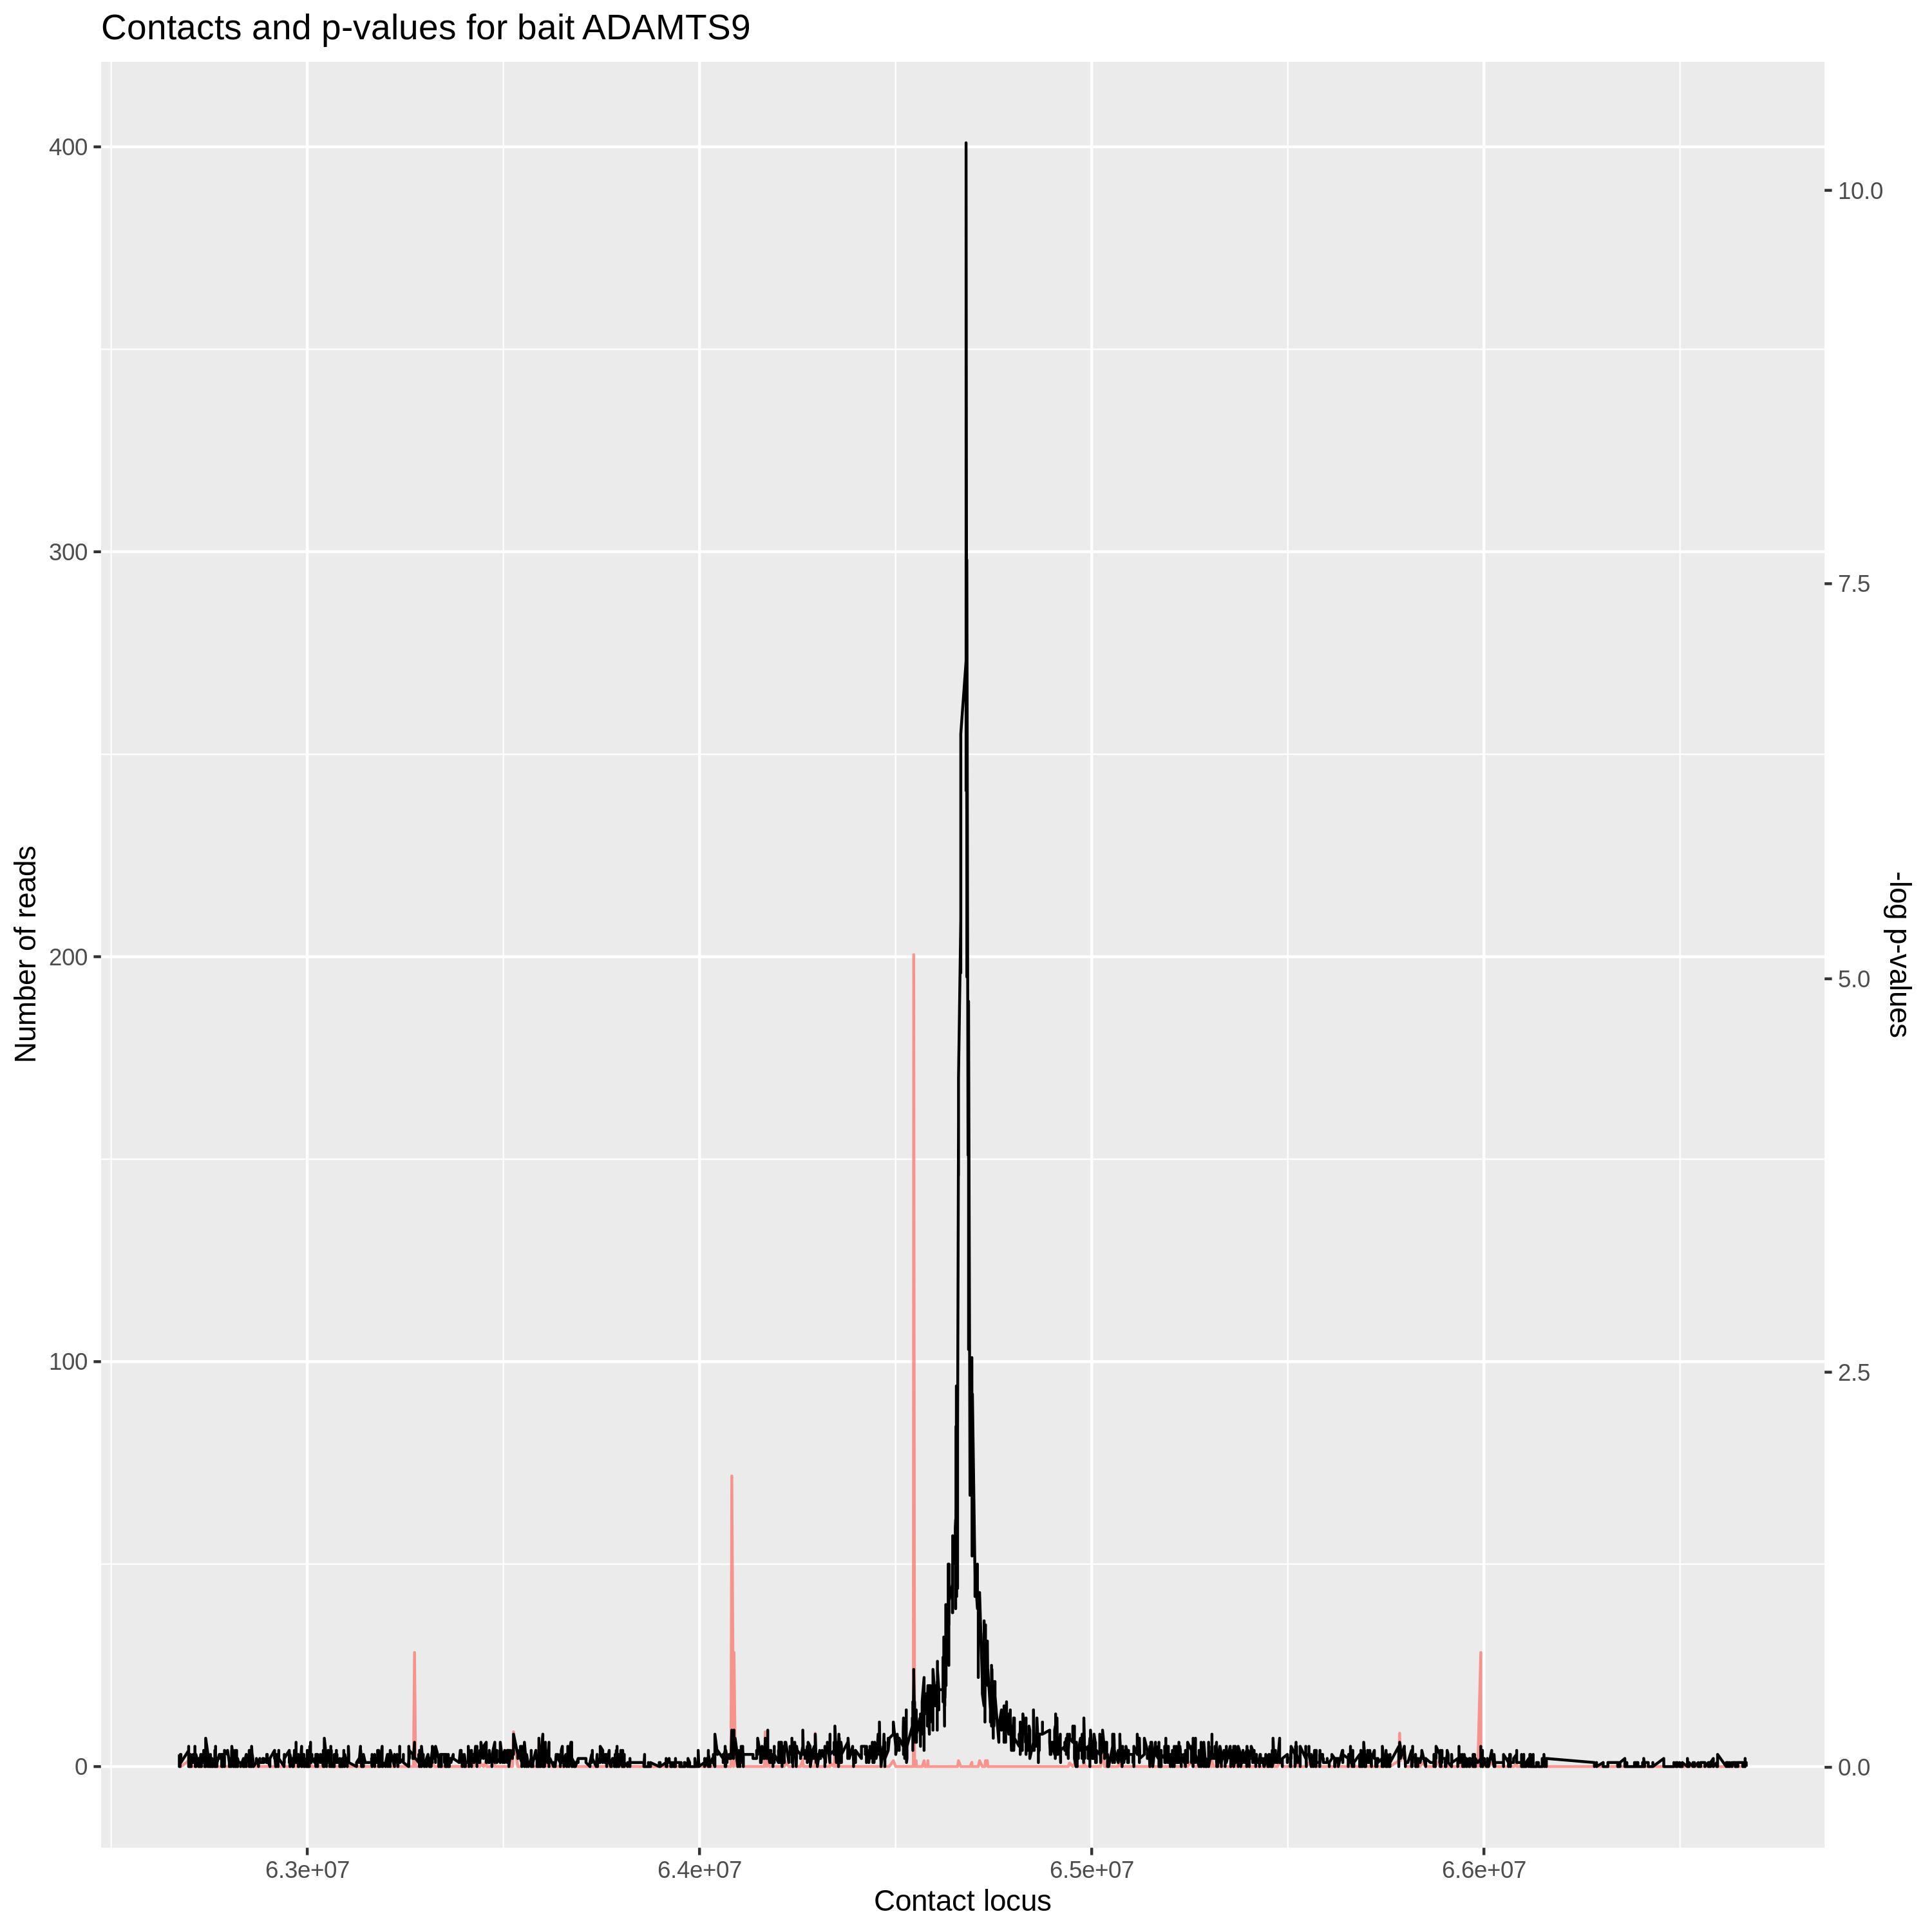 Contacts and p-values for bait ADAMTS9
400
300
200
100
0
10.0
7.5
5.0
2.5
0.0
Number of reads
-log p-values
6.3e+07
6.4e+07
6.5e+07
6.6e+07
Contact locus